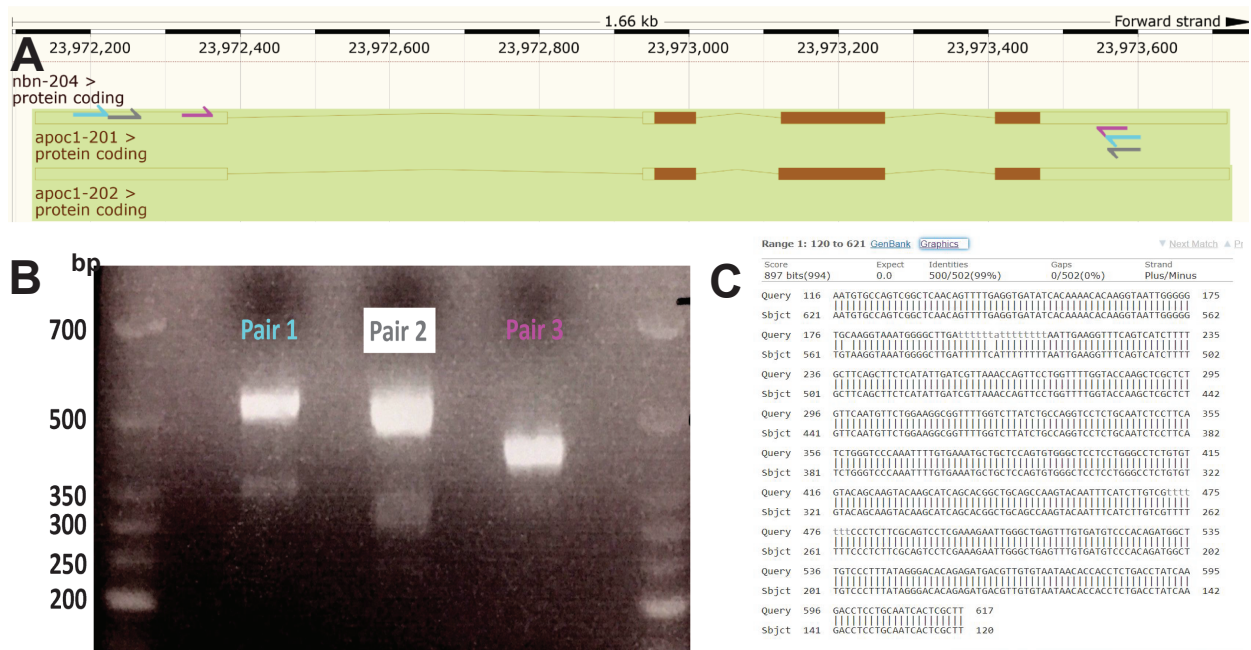 1.66 kb
Forward strand
23,972,200 23,972,400 23,972,600 23,972,800 23,973,000 23,973,200 23,973,400 23,973,600
A
nbn-204 >
protein coding
apoc1-201 >
protein coding
apoc1-202 >
protein coding
B
bp
Pair 1 Pair 2 Pair 3
700
500
350
300
250
200
C
Range 1: 120 to 621 GenBank Graphics Next Match
Score Expect Identities Gaps Strand
897 bits(994) 0.0 500/502(99%) 0/502(0%) Plus/Minus
Query 116 AATGTGCCAGTCGGCTCAACAGTTTTGAGGTGATATCACAAAACACAAGGTAATTGGGGG 175
Sbjct 621 AATGTGCCAGTCGGCTCAACAGTTTTGAGGTGATATCACAAAACACAAGGTAATTGGGGG 562
Query 176 TGCAAGGTAAATGGGGCTTGAtttttttattttttttAATTGAAGGTTTCAGTCATCTTTT 235
Sbjct 561 TGTAAGGTAAATGGGGCTTGATTTTTCATTTTTTTTAATTGAAGGTTTCAGTCATCTTTT 502
Query 236 GCTTCAGCTTCTCATATTGATCGTTAAACCAGTTCCTGGTTTTGGTACCAAGCTCGCTCT 295
Sbjct 501 GCTTCAGCTTCTCATATTGATCGTTAAACCAGTTCCTGGTTTTGGTACCAAGCTCGCTCT 442
Query 296 GTTCAATGTTCTGGAAGGCGGTTTTGGTCTTATCTGCCAGGTCCTCTGCAATCTCCTTCA 355
Sbjct 441 GTTCAATGTTCTGGAAGGCGGTTTTGGTCTTATCTGCCAGGTCCTCTGCAATCTCCTTCA 382
Query 356 TCTGGGTCCCAAATTTTGTGAAATGCTGCTCCAGTGTGGGCTCCTCCTGGGCCTCTGTGT 415
Sbjct 381 TCTGGGTCCCAAATTTTGTGAAATGCTGCTCCAGTGTGGGCTCCTCCTGGGCCTCTGTGT 322
Query 416 GTACAGCAAGTACAAGCATCAGCACGGCTGCAGCCAAGTACAATTTCATCTTGTCGtttt 475
Sbjct 321 GTACAGCAAGTACAAGCATCAGCACGGCTGCAGCCAAGTACAATTTCATCTTGTCGTTTT 262
Query 476 tttCCCTCTTCGCAGTCCTCGAAAGAATTGGGCTGAGTTTGTGATGTCCCACAGATGGCT 535
Sbjct 261 TTTCCCTCTTCGCAGTCCTCGAAAGAATTGGGCTGAGTTTGTGATGTCCCACAGATGGCT 202
Query 536 TGTCCCTTTATAGGGACACAGAGATGACGTTGTGTAATAACACCACCTCTGACCTATCAA 595
Sbjct 201 TGTCCCTTTATAGGGACACAGAGATGACGTTGTGTAATAACACCACCTCTGACCTATCAA 142
Query 596 GACCTCCTGCAATCACTCGCTT 617
Sbjct 141 GACCTCCTGCAATCACTCGCTT 120